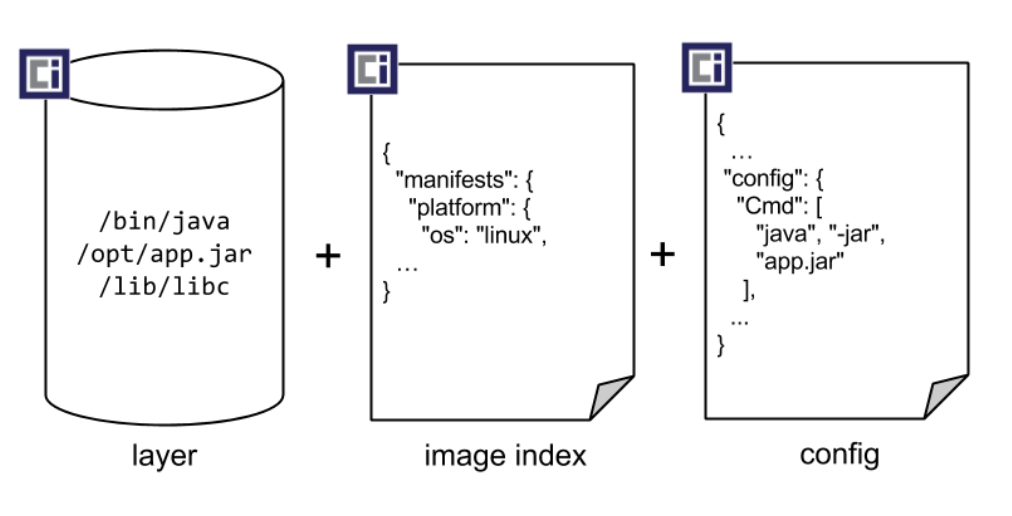 Ci
/bin/java
/opt/app.jar
/lib/libc
layer
+
Ci
{
"manifests": {
"platform": {
"os": "linux",
...
}
image index
+
Ci
{
...
"config": {
"Cmd": [
"java", "-jar",
"app.jar"
],
...
}
config